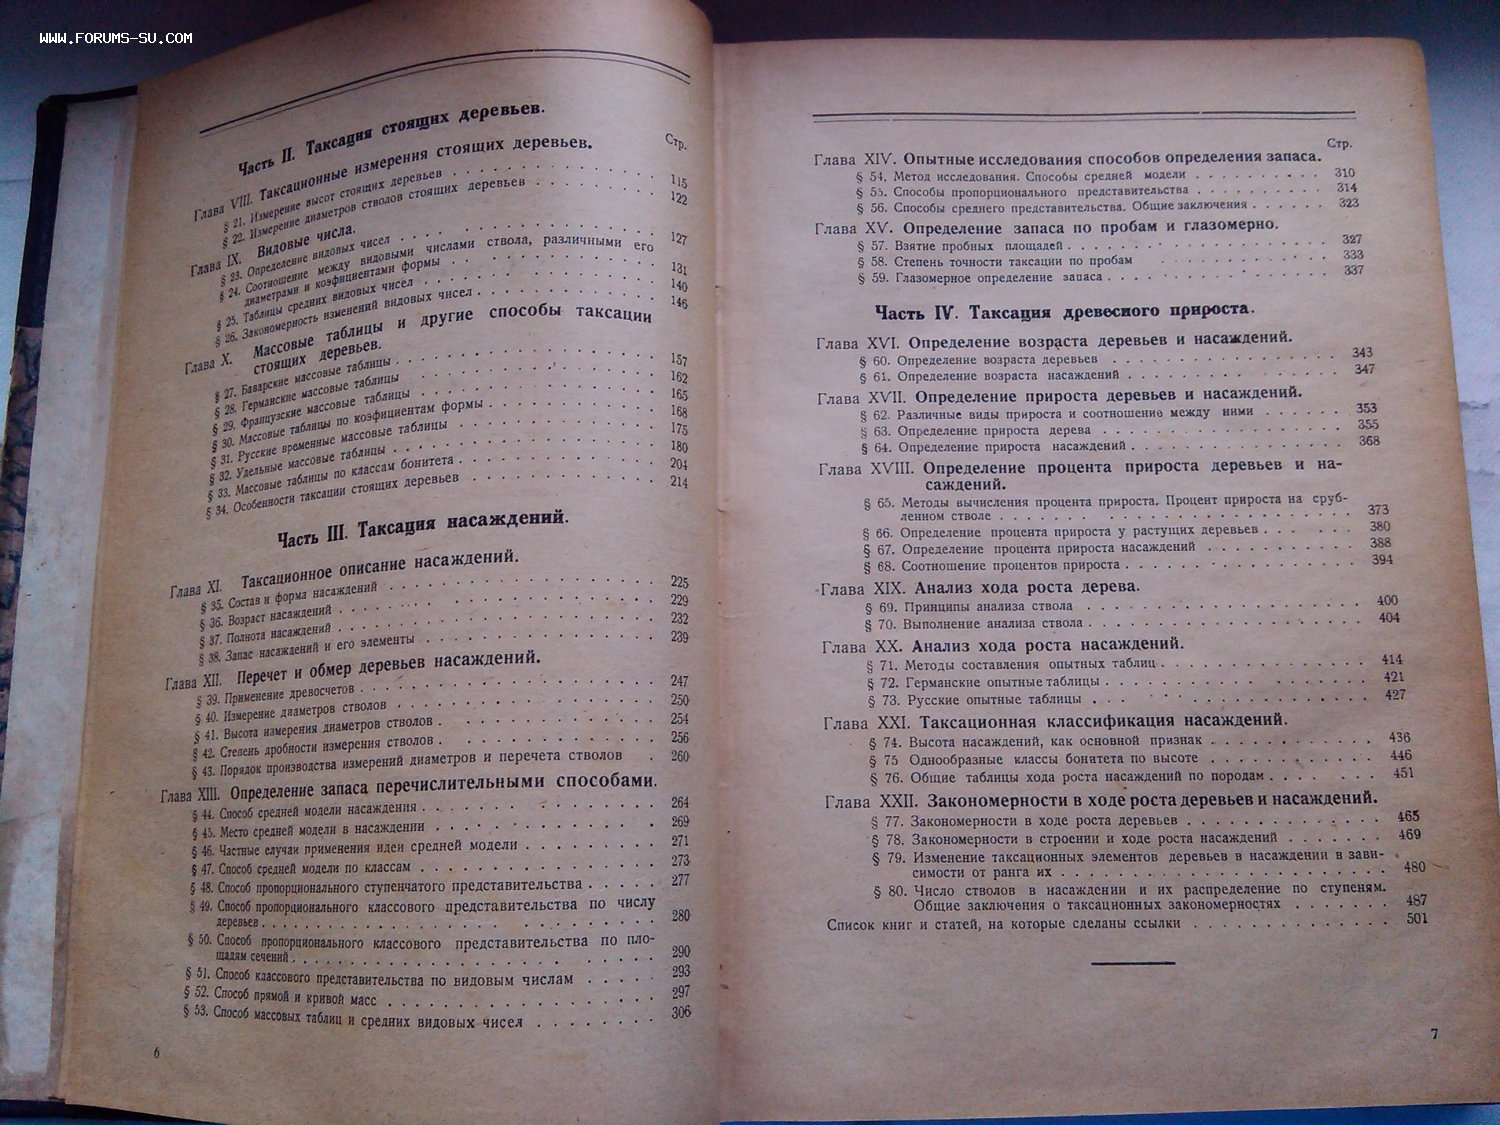 WWW.FORUMS-SU.COM
Часть II. Таксация стоящих деревьев.
Стр.
Глава VIII. Таксационные измерения стоящих деревьев.
§ 21. Измерение высот стоящих деревьев . . . . . . . . . . 115
§ 22. Измерение диаметров стволов стоящих деревьев . . . . . . . . 122
Глава IX. Видовые числа.
§ 23. Определение видовых чисел . . . . . . . . . . 127
§ 24. Соотношение между видовыми числами ствола, различными его
диаметрами и коэфициентами формы . . . . . . . . . . 131
§ 25. Таблицы средних видовых чисел . . . . . . . . . . 140
§ 26. Закономерность изменений видовых чисел . . . . . . . . . . 146
Глава X. Массовые таблицы и другие способы таксации
стоящих деревьев.
§ 27. Баварские массовые таблицы . . . . . . . . . . 157
§ 28. Германские массовые таблицы . . . . . . . . . . 162
§ 29. Французские массовые таблицы . . . . . . . . . . 165
§ 30. Массовые таблицы по коэфициентам формы . . . . . . . . . . 168
§ 31. Русские временные массовые таблицы . . . . . . . . . . 175
§ 32. Удельные массовые таблицы . . . . . . . . . . 180
§ 33. Массовые таблицы по классам бонитета . . . . . . . . . . 204
§ 34. Особенности таксации стоящих деревьев . . . . . . . . . . 214
Часть III. Таксация насаждений.
Глава XI. Таксационное описание насаждений.
§ 35. Состав и форма насаждений . . . . . . . . . . 225
§ 36. Возраст насаждений . . . . . . . . . . 229
§ 37. Полнота насаждений . . . . . . . . . . 232
§ 38. Запас насаждений и его элементы . . . . . . . . . . 239
Глава XII. Перечет и обмер деревьев насаждений.
§ 39. Применение древосчетов . . . . . . . . . . 247
§ 40. Измерение диаметров стволов . . . . . . . . . . 250
§ 41. Высота измерения диаметров стволов . . . . . . . . . . 254
§ 42. Степень дробности измерения стволов . . . . . . . . . . 256
§ 43. Порядок производства измерений диаметров и перечета стволов . 260
Глава XIII. Определение запаса перечислительными способами.
§ 44. Способ средней модели насаждения . . . . . . . . . . 264
§ 45. Место средней модели в насаждении . . . . . . . . . . 269
§ 46. Частные случаи применения идеи средней модели . . . . . . . . . 271
§ 47. Способ средней модели по классам . . . . . . . . . . 273
§ 48. Способ пропорционального ступенчатого представительства . . . . . 277
§ 49. Способ пропорционального классового представительства по числу
деревьев . . . . . . . . . . 280
§ 50. Способ пропорционального классового представительства по пло-
щадям сечений . . . . . . . . . . 290
§ 51. Способ классового представительства по видовым числам . . . . . 293
§ 52. Способ прямой и кривой масс . . . . . . . . . . 297
§ 53. Способ массовых таблиц и средних видовых чисел . . . . . . . . 306
6
Стр.
Глава XIV. Опытные исследования способов определения запаса.
§ 54. Метод исследования. Способы средней модели . . . . . . . . . . 310
§ 55. Способы пропорционального представительства . . . . . . . . . . 314
§ 56. Способы среднего представительства. Общие заключения . . . . . . 323
Глава XV. Определение запаса по пробам и глазомерно.
§ 57. Взятие пробных площадей . . . . . . . . . . 327
§ 58. Степень точности таксации по пробам . . . . . . . . . . 333
§ 59. Глазомерное определение запаса . . . . . . . . . . 337
Часть IV. Таксация древесного прироста.
Глава XVI. Определение возраста деревьев и насаждений.
§ 60. Определение возраста деревьев . . . . . . . . . . 343
§ 61. Определение возраста насаждений . . . . . . . . . . 347
Глава XVII. Определение прироста деревьев и насаждений.
§ 62. Различные виды прироста и соотношение между ними . . . . . . 353
§ 63. Определение прироста дерева . . . . . . . . . . 355
§ 64. Определение прироста насаждений . . . . . . . . . . 368
Глава XVIII. Определение процента прироста деревьев и на-
саждений.
§ 65. Методы вычисления процента прироста. Процент прироста на сруб-
ленном стволе . . . . . . . . . . 373
§ 66. Определение процента прироста у растущих деревьев . . . . . . . 380
§ 67. Определение процента прироста насаждений . . . . . . . . . . 388
§ 68. Соотношение процентов прироста . . . . . . . . . . 394
Глава XIX. Анализ хода роста дерева.
§ 69. Принципы анализа ствола . . . . . . . . . . 400
§ 70. Выполнение анализа ствола . . . . . . . . . . 404
Глава XX. Анализ хода роста насаждений.
§ 71. Методы составления опытных таблиц . . . . . . . . . . 414
§ 72. Германские опытные таблицы . . . . . . . . . . 421
§ 73. Русские опытные таблицы . . . . . . . . . . 427
Глава XXI. Таксационная классификация насаждений.
§ 74. Высота насаждений, как основной признак . . . . . . . . . . 436
§ 75 Однообразные классы бонитета по высоте . . . . . . . . . . 446
§ 76. Общие таблицы хода роста насаждений по породам . . . . . . . 451
Глава XXII. Закономерности в ходе роста деревьев и насаждений.
§ 77. Закономерности в ходе роста деревьев . . . . . . . . . . 465
§ 78. Закономерности в строении и ходе роста насаждений . . . . . . . 469
§ 79. Изменение таксационных элементов деревьев в насаждении в зави-
симости от ранга их . . . . . . . . . . 480
§ 80. Число стволов в насаждении и их распределение по ступеням.
Общие заключения о таксационных закономерностях . . . . . . . 487
Список книг и статей, на которые сделаны ссылки . . . . . . . . . . 501
7